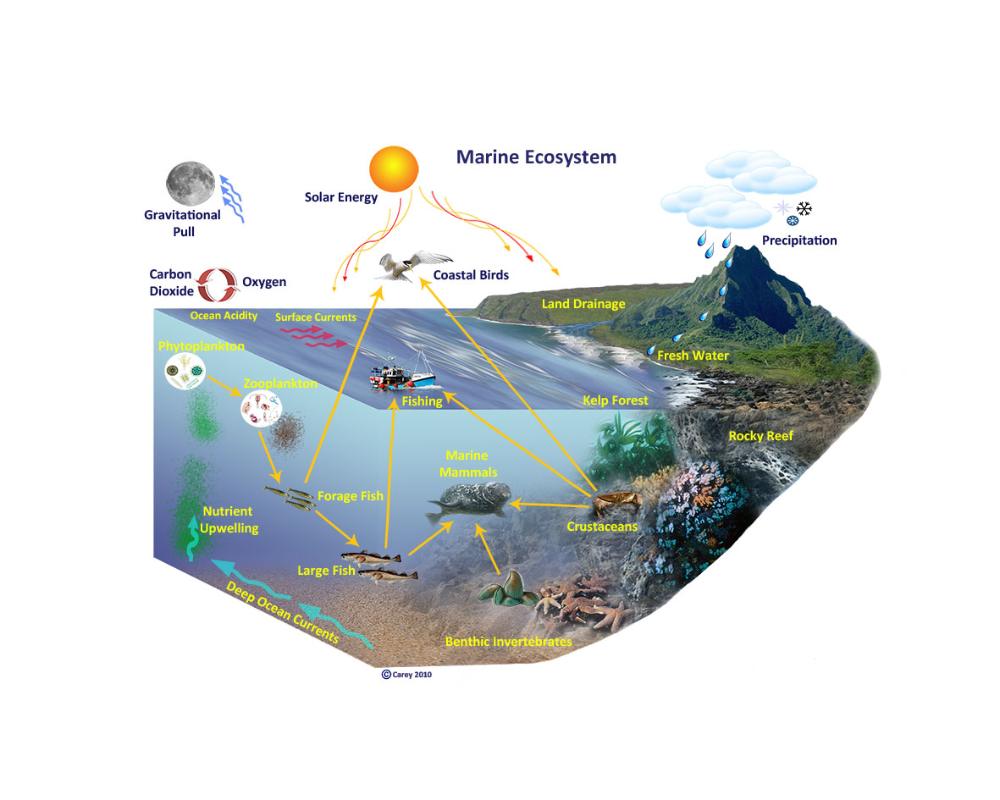 Marine Ecosystem
Solar Energy
Gravitational
Pull
Precipitation
Carbon
Dioxide
Oxygen
Coastal Birds
Land Drainage
Ocean Acidity
Surface Currents
Phytoplankton
Fresh Water
Zooplankton
Fishing
Kelp Forest
Rocky Reef
Marine
Mammals
Forage Fish
Nutrient
Upwelling
Crustaceans
Large Fish
Deep Ocean Currents
Benthic Invertebrates
© Carey 2010